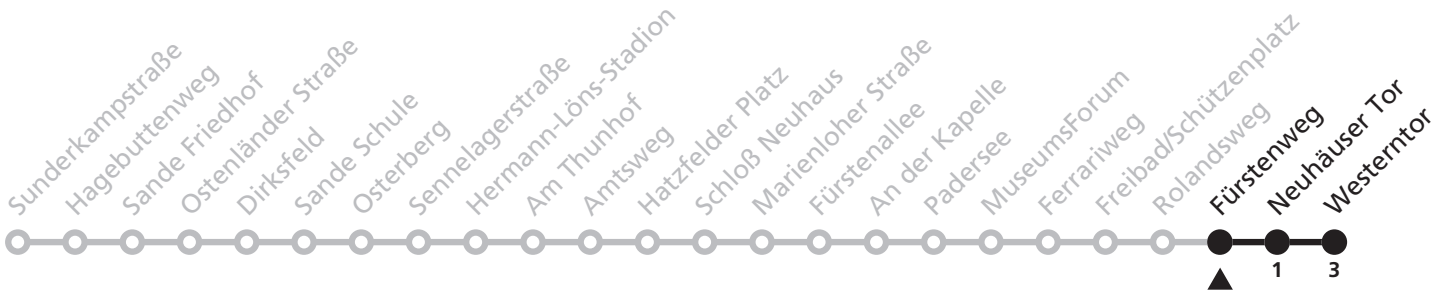 Sunderkampstraße
Hagebuttenweg
Sande Friedhof
Ostenländer Straße
Dirksfeld
Sande Schule
Osterberg
Sennelagerstraße
Hermann-Löns-Stadion
Am Thunhof
Amtsweg
Hatzfelder Platz
Schloß Neuhaus
Marienloher Straße
Fürstenallee
An der Kapelle
Padersee
MuseumsForum
Ferrariweg
Freibad/Schützenplatz
Rolandsweg
Fürstenweg
Neuhäuser Tor
Westerntor
1
3